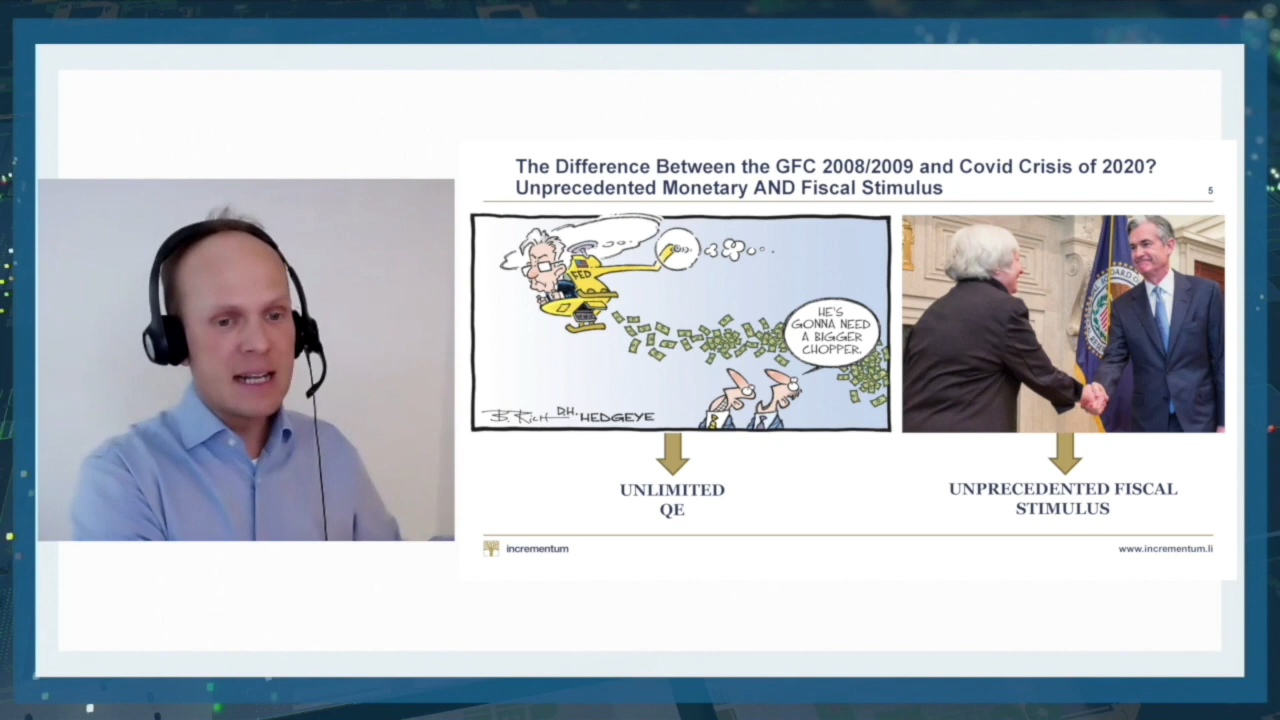 The Difference Between the GFC 2008/2009 and Covid Crisis of 2020?
Unprecedented Monetary AND Fiscal Stimulus
5
FED
HE'S
GONNA NEED
A BIGGER
CHOPPER.
B. RICH D.H. HEDGEYE
UNLIMITED
QE
UNPRECEDENTED FISCAL
STIMULUS
incrementum
www.incrementum.li